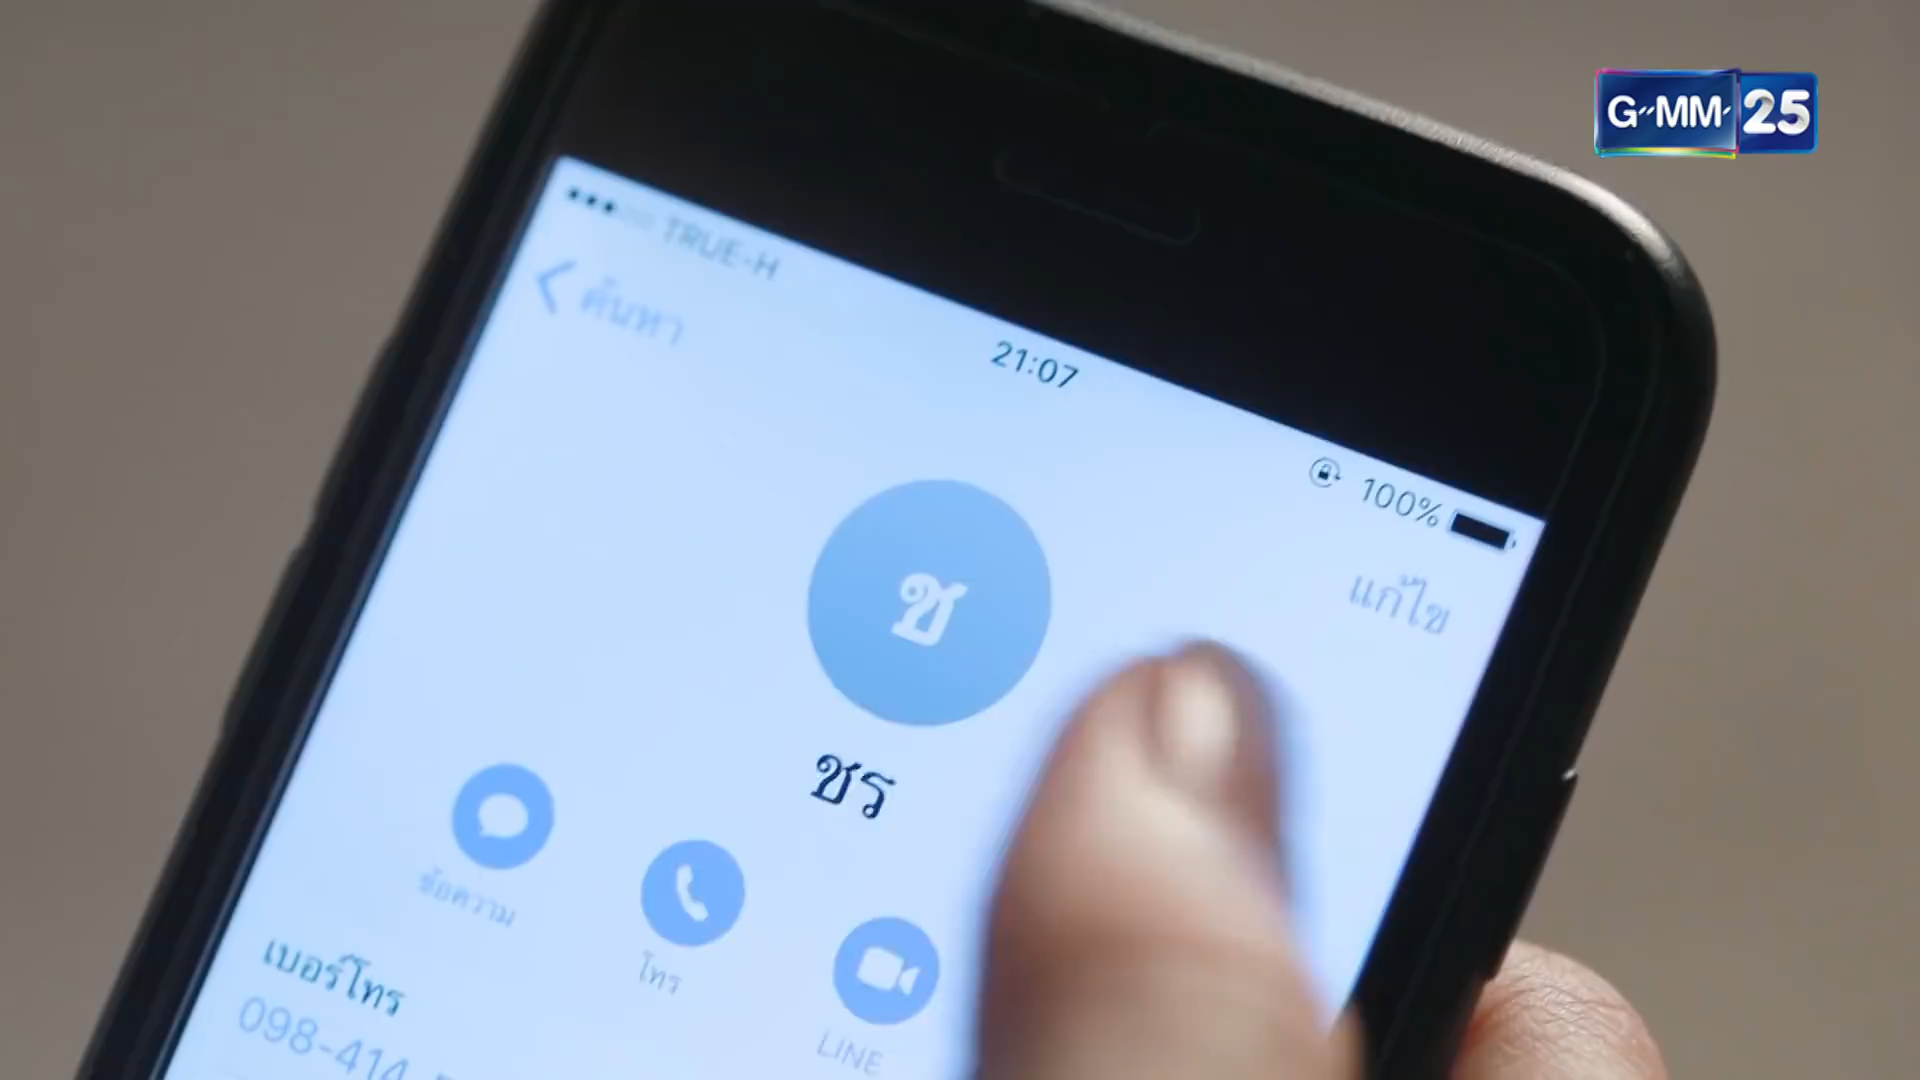 GMM 25
TRUE-H
ค้นหา
21:07
100%
แก้ไข
ช
ชร
ข้อความ
โทร
LINE
เบอร์โทร
098-414-